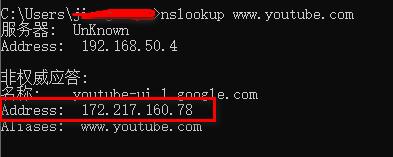 C:\Users\ji >nslookup www.youtube.com
服务器: UnKnown
Address: 192.168.50.4
非权威应答:
名称: youtube-ui.l.google.com
Address: 172.217.160.78
Aliases: www.youtube.com